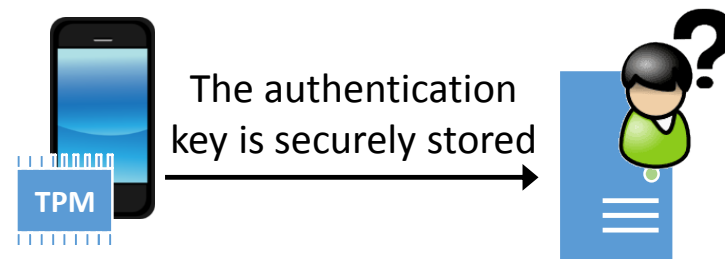 The authentication
key is securely stored
TPM
?